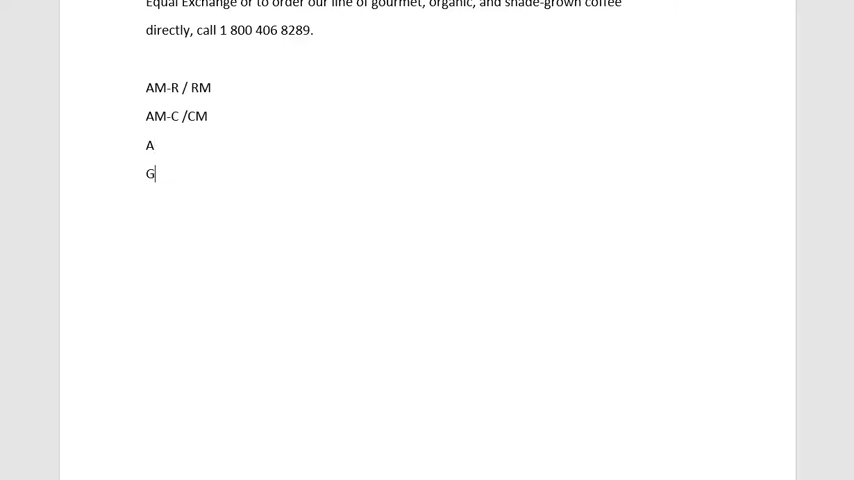 Equal Exchange or to order our line of gourmet, organic, and shade-grown coffee
directly, call 1 800 406 8289.
AM-R / RM
AM-C /CM
A
G